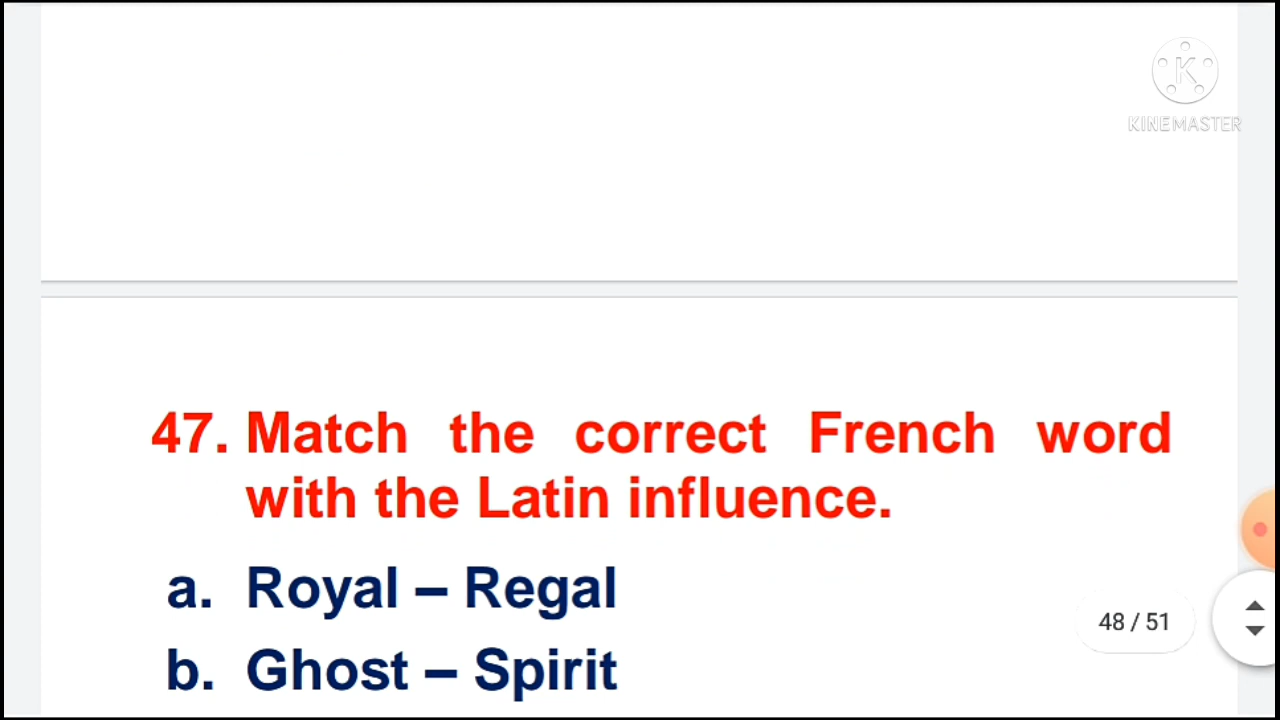 K
KINEMASTER
47. Match the correct French word
with the Latin influence.
a. Royal – Regal
48 / 51
b. Ghost – Spirit